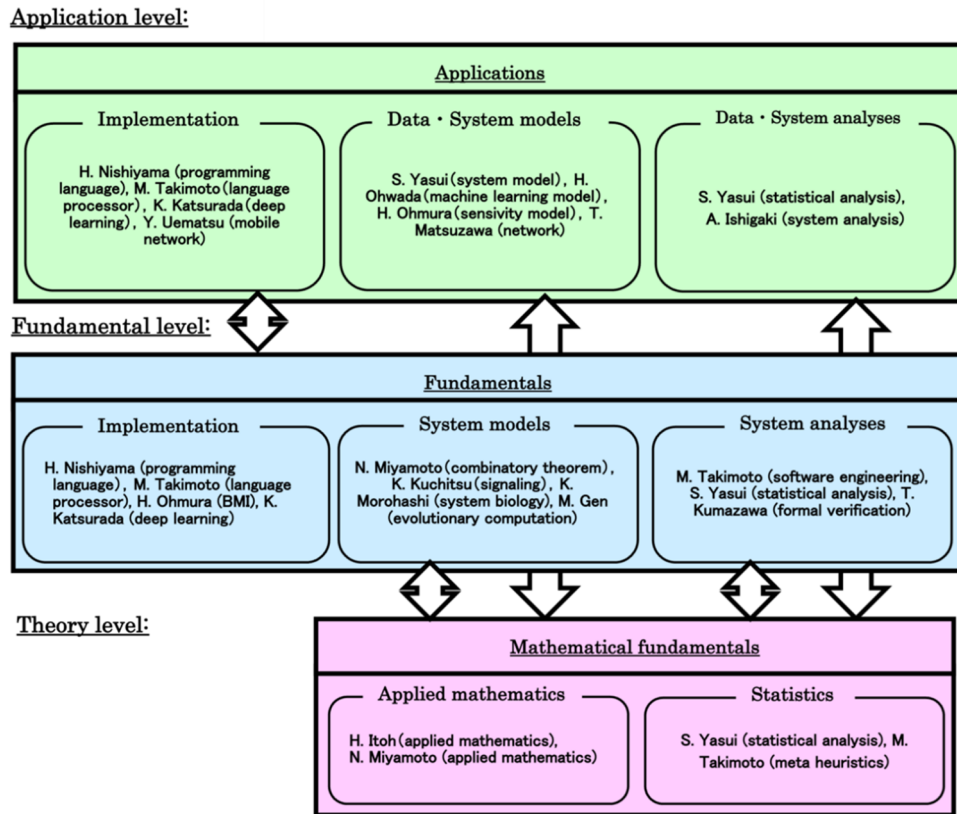 Application level:
Applications
Implementation
H. Nishiyama (programming
language), M. Takimoto (language
processor), K. Katsurada (deep
learning), Y. Uematsu (mobile
network)
Data・System models
S. Yasui (system model), H.
Ohwada (machine learning model),
H. Ohmura (sensivity model), T.
Matsuzawa (network)
Data・System analyses
S. Yasui (statistical analysis),
A. Ishigaki (system analysis)
Fundamental level:
Fundamentals
Implementation
H. Nishiyama (programming
language), M. Takimoto (language
processor), H. Ohmura (BMI), K.
Katsurada (deep learning)
System models
N. Miyamoto (combinatory theorem),
K. Kuchitsu (signaling), K.
Morohashi (system biology), M. Gen
(evolutionary computation)
System analyses
M. Takimoto (software engineering),
S. Yasui (statistical analysis), T.
Kumazawa (formal verification)
Theory level:
Mathematical fundamentals
Applied mathematics
H. Itoh (applied mathematics),
N. Miyamoto (applied mathematics)
Statistics
S. Yasui (statistical analysis), M.
Takimoto (meta heuristics)